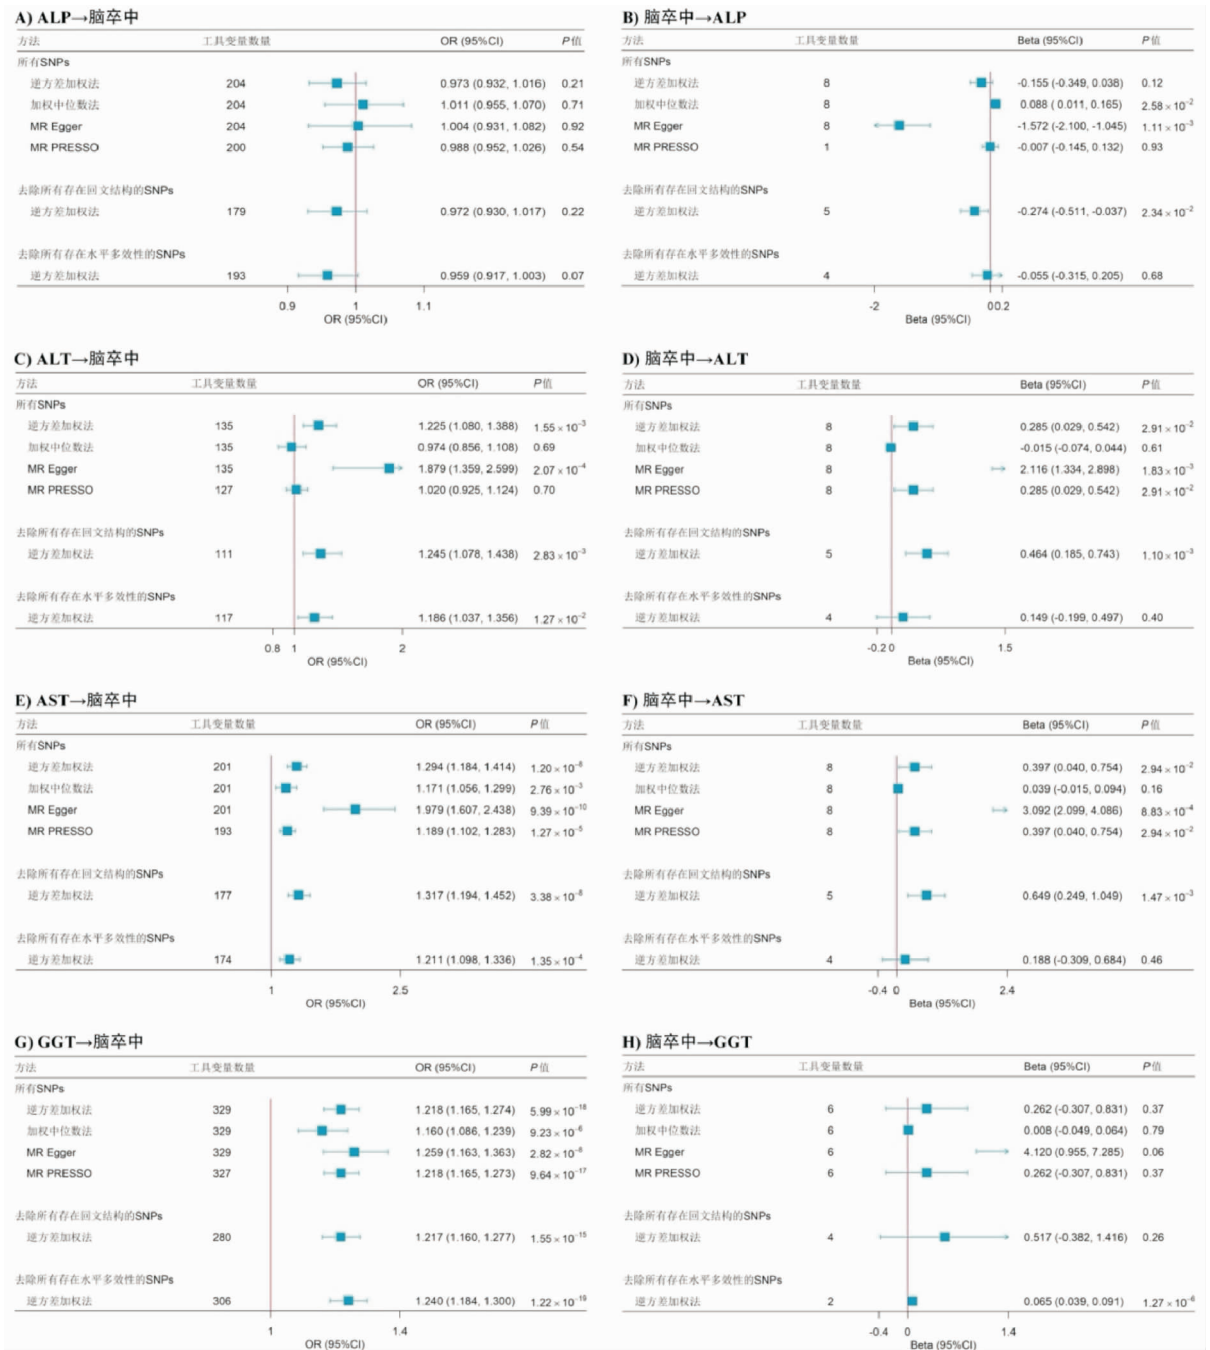 A) ALP→脑卒中
方法 工具变量数量 OR (95%CI) P值
所有SNPs
逆方差加权法 204 0.973 (0.932, 1.016) 0.21
加权中位数法 204 1.011 (0.955, 1.070) 0.71
MR Egger 204 1.004 (0.931, 1.082) 0.92
MR PRESSO 200 0.988 (0.952, 1.026) 0.54
去除所有存在回文结构的SNPs
逆方差加权法 179 0.972 (0.930, 1.017) 0.22
去除所有存在水平多效性的SNPs
逆方差加权法 193 0.959 (0.917, 1.003) 0.07
0.9 1 1.1
OR (95%CI)
B) 脑卒中→ALP
方法 工具变量数量 Beta (95%CI) P值
所有SNPs
逆方差加权法 8 -0.155 (-0.349, 0.038) 0.12
加权中位数法 8 0.088 ( 0.011, 0.165) 2.58×10⁻²
MR Egger 8 -1.572 (-2.100, -1.045) 1.11×10⁻³
MR PRESSO 1 -0.007 (-0.145, 0.132) 0.93
去除所有存在回文结构的SNPs
逆方差加权法 5 -0.274 (-0.511, -0.037) 2.34×10⁻²
去除所有存在水平多效性的SNPs
逆方差加权法 4 -0.055 (-0.315, 0.205) 0.68
-2 00.2
Beta (95%CI)
C) ALT→脑卒中
方法 工具变量数量 OR (95%CI) P值
所有SNPs
逆方差加权法 135 1.225 (1.080, 1.388) 1.55×10⁻³
加权中位数法 135 0.974 (0.856, 1.108) 0.69
MR Egger 135 1.879 (1.359, 2.599) 2.07×10⁻⁴
MR PRESSO 127 1.020 (0.925, 1.124) 0.70
去除所有存在回文结构的SNPs
逆方差加权法 111 1.245 (1.078, 1.438) 2.83×10⁻³
去除所有存在水平多效性的SNPs
逆方差加权法 117 1.186 (1.037, 1.356) 1.27×10⁻²
0.8 1 2
OR (95%CI)
D) 脑卒中→ALT
方法 工具变量数量 Beta (95%CI) P值
所有SNPs
逆方差加权法 8 0.285 (0.029, 0.542) 2.91×10⁻²
加权中位数法 8 -0.015 (-0.074, 0.044) 0.61
MR Egger 8 2.116 (1.334, 2.898) 1.83×10⁻³
MR PRESSO 8 0.285 (0.029, 0.542) 2.91×10⁻²
去除所有存在回文结构的SNPs
逆方差加权法 5 0.464 (0.185, 0.743) 1.10×10⁻³
去除所有存在水平多效性的SNPs
逆方差加权法 4 0.149 (-0.199, 0.497) 0.40
-0.2 0 1.5
Beta (95%CI)
E) AST→脑卒中
方法 工具变量数量 OR (95%CI) P值
所有SNPs
逆方差加权法 201 1.294 (1.184, 1.414) 1.20×10⁻⁸
加权中位数法 201 1.171 (1.056, 1.299) 2.76×10⁻³
MR Egger 201 1.979 (1.607, 2.438) 9.39×10⁻¹⁰
MR PRESSO 193 1.189 (1.102, 1.283) 1.27×10⁻⁵
去除所有存在回文结构的SNPs
逆方差加权法 177 1.317 (1.194, 1.452) 3.38×10⁻⁸
去除所有存在水平多效性的SNPs
逆方差加权法 174 1.211 (1.098, 1.336) 1.35×10⁻⁴
1 2.5
OR (95%CI)
F) 脑卒中→AST
方法 工具变量数量 Beta (95%CI) P值
所有SNPs
逆方差加权法 8 0.397 (0.040, 0.754) 2.94×10⁻²
加权中位数法 8 0.039 (-0.015, 0.094) 0.16
MR Egger 8 3.092 (2.099, 4.086) 8.83×10⁻⁴
MR PRESSO 8 0.397 (0.040, 0.754) 2.94×10⁻²
去除所有存在回文结构的SNPs
逆方差加权法 5 0.649 (0.249, 1.049) 1.47×10⁻³
去除所有存在水平多效性的SNPs
逆方差加权法 4 0.188 (-0.309, 0.684) 0.46
-0.4 0 2.4
Beta (95%CI)
G) GGT→脑卒中
方法 工具变量数量 OR (95%CI) P值
所有SNPs
逆方差加权法 329 1.218 (1.165, 1.274) 5.99×10⁻¹⁸
加权中位数法 329 1.160 (1.086, 1.239) 9.23×10⁻⁶
MR Egger 329 1.259 (1.163, 1.363) 2.82×10⁻⁸
MR PRESSO 327 1.218 (1.165, 1.273) 9.64×10⁻¹⁷
去除所有存在回文结构的SNPs
逆方差加权法 280 1.217 (1.160, 1.277) 1.55×10⁻¹⁵
去除所有存在水平多效性的SNPs
逆方差加权法 306 1.240 (1.184, 1.300) 1.22×10⁻¹⁹
1 1.4
OR (95%CI)
H) 脑卒中→GGT
方法 工具变量数量 Beta (95%CI) P值
所有SNPs
逆方差加权法 6 0.262 (-0.307, 0.831) 0.37
加权中位数法 6 0.008 (-0.049, 0.064) 0.79
MR Egger 6 4.120 (0.955, 7.285) 0.06
MR PRESSO 6 0.262 (-0.307, 0.831) 0.37
去除所有存在回文结构的SNPs
逆方差加权法 4 0.517 (-0.382, 1.416) 0.26
去除所有存在水平多效性的SNPs
逆方差加权法 2 0.065 (0.039, 0.091) 1.27×10⁻⁶
-0.4 0 1.4
Beta (95%CI)